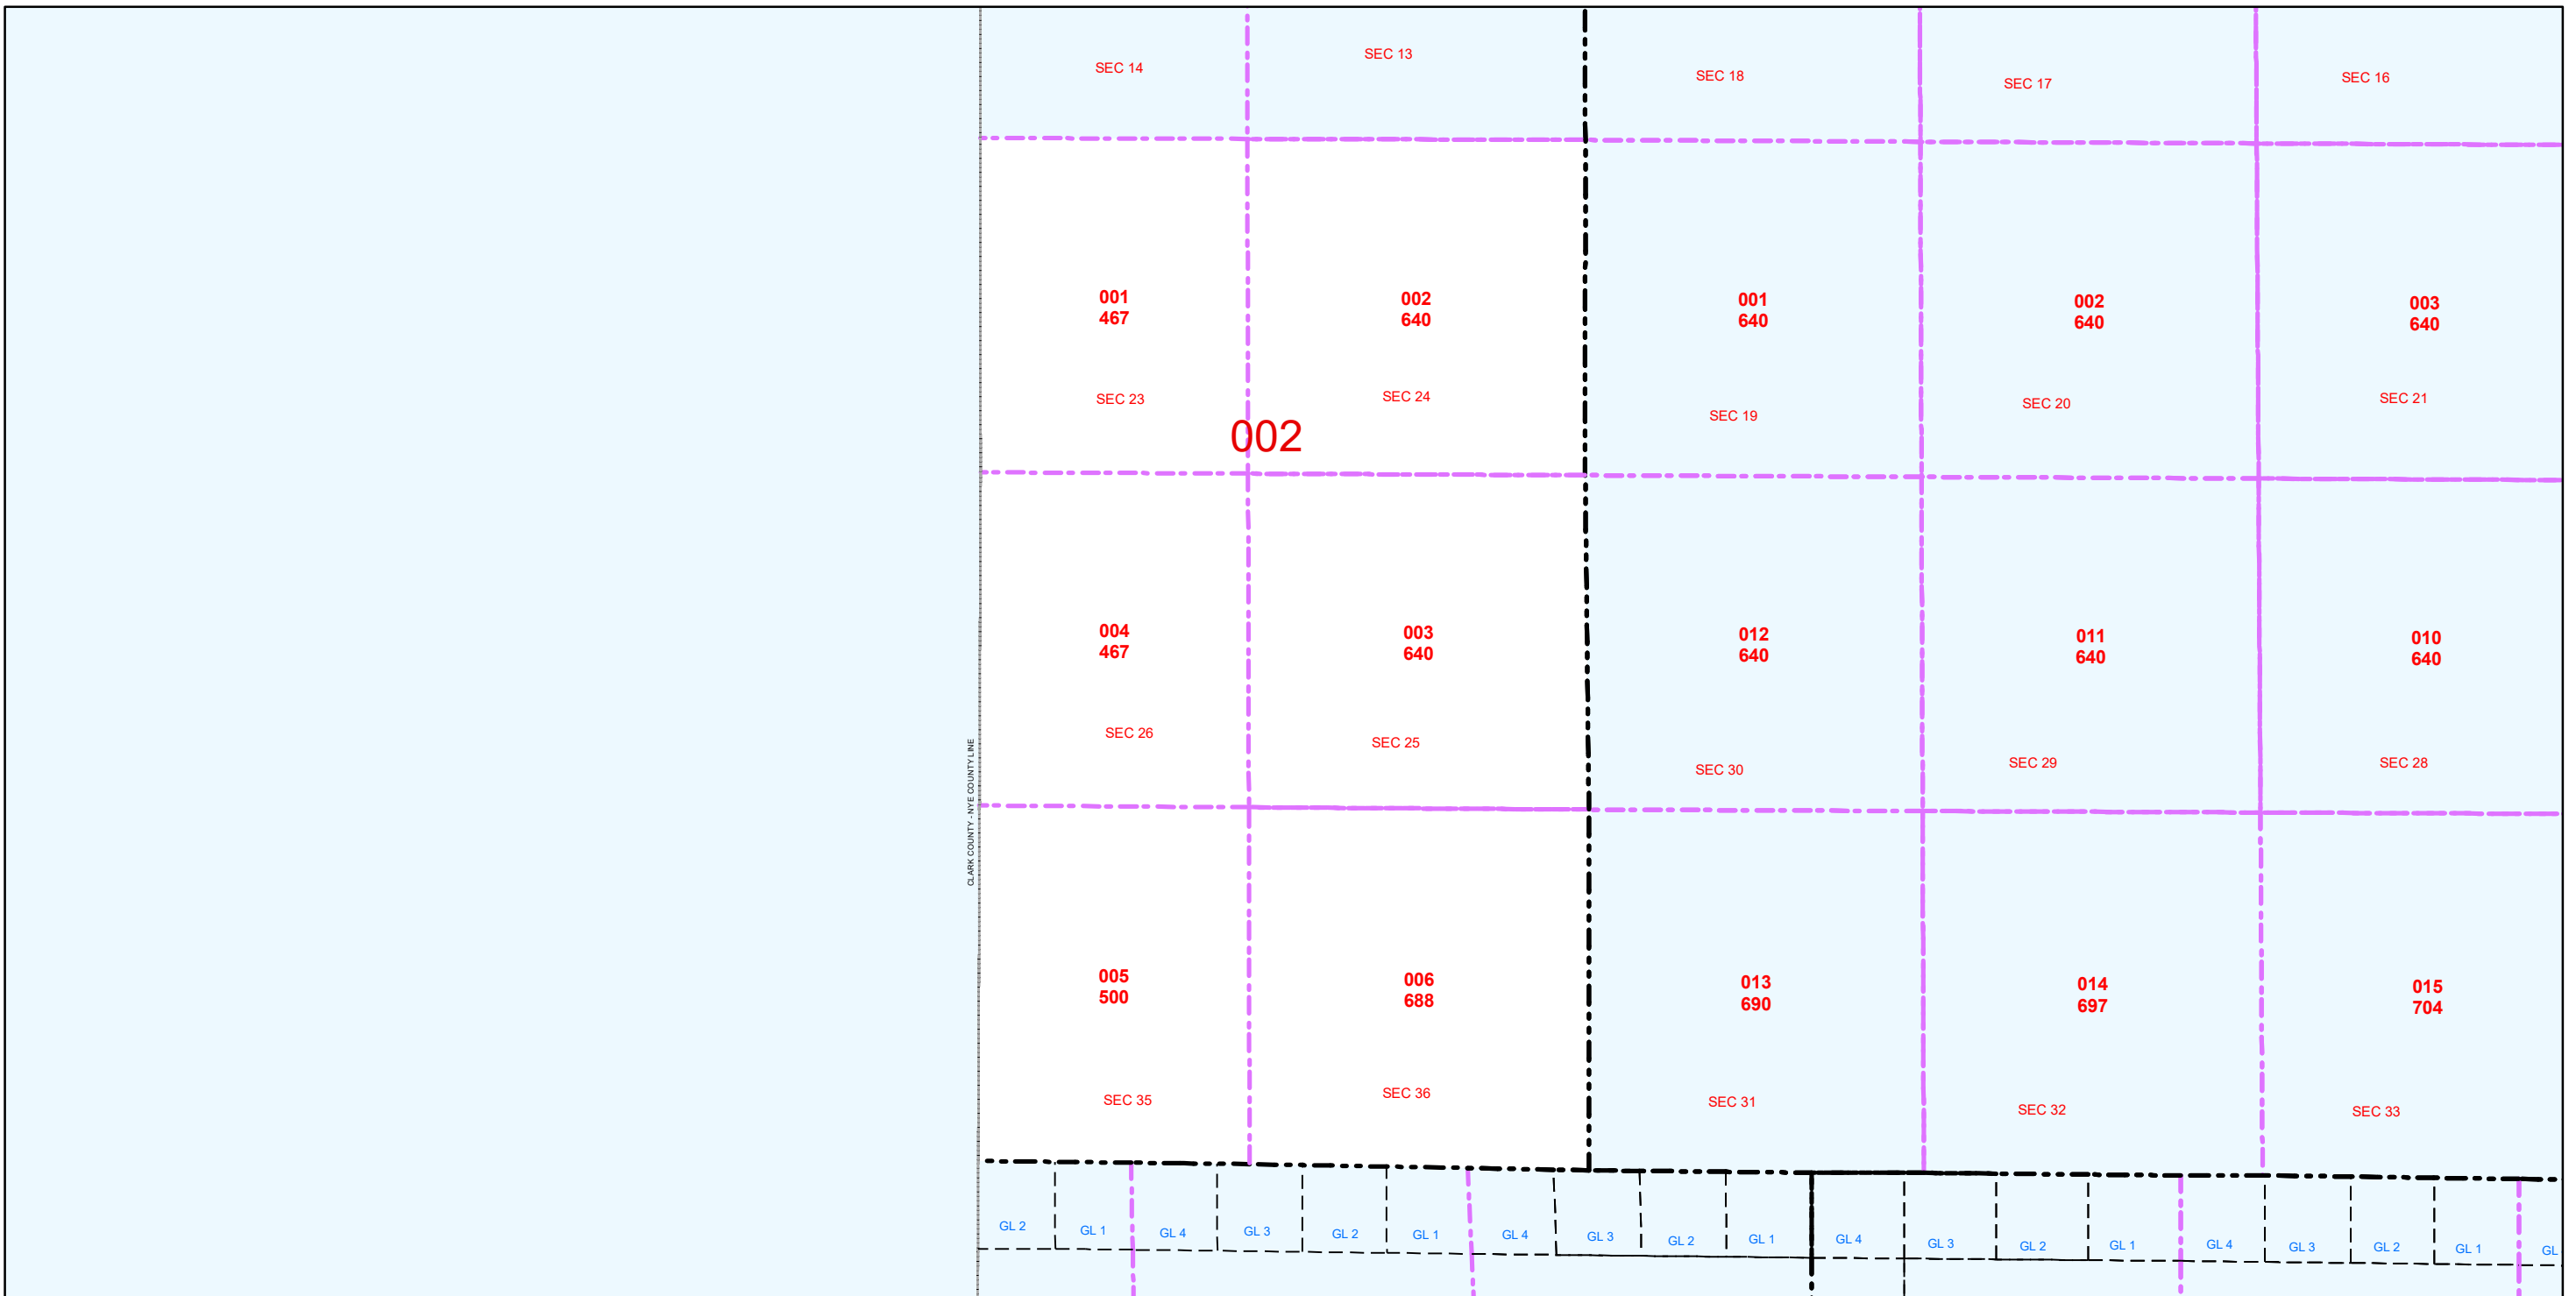 SEC 14
SEC 13
SEC 18
SEC 17
SEC 16
001
467
002
640
001
640
002
640
003
640
SEC 23
SEC 24
SEC 19
SEC 20
SEC 21
002
004
467
003
640
012
640
011
640
010
640
SEC 26
SEC 25
SEC 30
SEC 29
SEC 28
CLARK COUNTY - NYE COUNTY LINE
005
500
006
688
013
690
014
697
015
704
SEC 35
SEC 36
SEC 31
SEC 32
SEC 33
GL 2
GL 1
GL 4
GL 3
GL 2
GL 1
GL 4
GL 3
GL 2
GL 1
GL 4
GL 3
GL 2
GL 1
GL 4
GL 3
GL 2
GL 1
GL